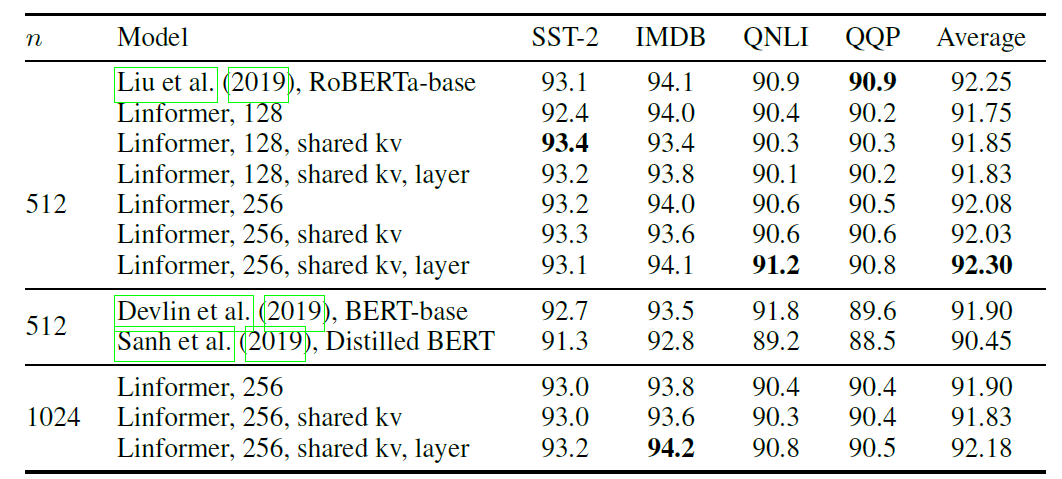 n Model SST-2 IMDB QNLI QQP Average
Liu et al. (2019), RoBERTa-base 93.1 94.1 90.9 90.9 92.25
Linformer, 128 92.4 94.0 90.4 90.2 91.75
Linformer, 128, shared kv 93.4 93.4 90.3 90.3 91.85
Linformer, 128, shared kv, layer 93.2 93.8 90.1 90.2 91.83
512 Linformer, 256 93.2 94.0 90.6 90.5 92.08
Linformer, 256, shared kv 93.3 93.6 90.6 90.6 92.03
Linformer, 256, shared kv, layer 93.1 94.1 91.2 90.8 92.30
512 Devlin et al. (2019), BERT-base 92.7 93.5 91.8 89.6 91.90
Sanh et al. (2019), Distilled BERT 91.3 92.8 89.2 88.5 90.45
Linformer, 256 93.0 93.8 90.4 90.4 91.90
1024 Linformer, 256, shared kv 93.0 93.6 90.3 90.4 91.83
Linformer, 256, shared kv, layer 93.2 94.2 90.8 90.5 92.18